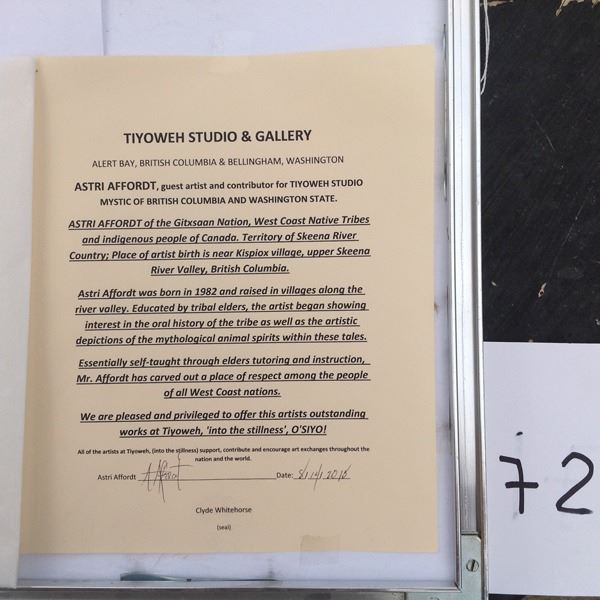 TIYOWEH STUDIO & GALLERY
ALERT BAY, BRITISH COLUMBIA & BELLINGHAM, WASHINGTON
ASTRI AFFORDT, guest artist and contributor for TIYOWEH STUDIO
MYSTIC OF BRITISH COLUMBIA AND WASHINGTON STATE.
ASTRI AFFORDT of the Gitxsaan Nation, West Coast Native Tribes
and indigenous people of Canada. Territory of Skeena River
Country; Place of artist birth is near Kispiox village, upper Skeena
River Valley, British Columbia.
Astri Affordt was born in 1982 and raised in villages along the
river valley. Educated by tribal elders, the artist began showing
interest in the oral history of the tribe as well as the artistic
depictions of the mythological animal spirits within these tales.
Essentially self-taught through elders tutoring and instruction,
Mr. Affordt has carved out a place of respect among the people
of all West Coast nations.
We are pleased and privileged to offer this artists outstanding
works at Tiyoweh, 'into the stillness', O'SIYO!
All of the artists at Tiyoweh, (into the stillness) support, contribute and encourage art exchanges throughout the
nation and the world.
Astri Affordt Date:
Clyde Whitehorse
(seal)
72